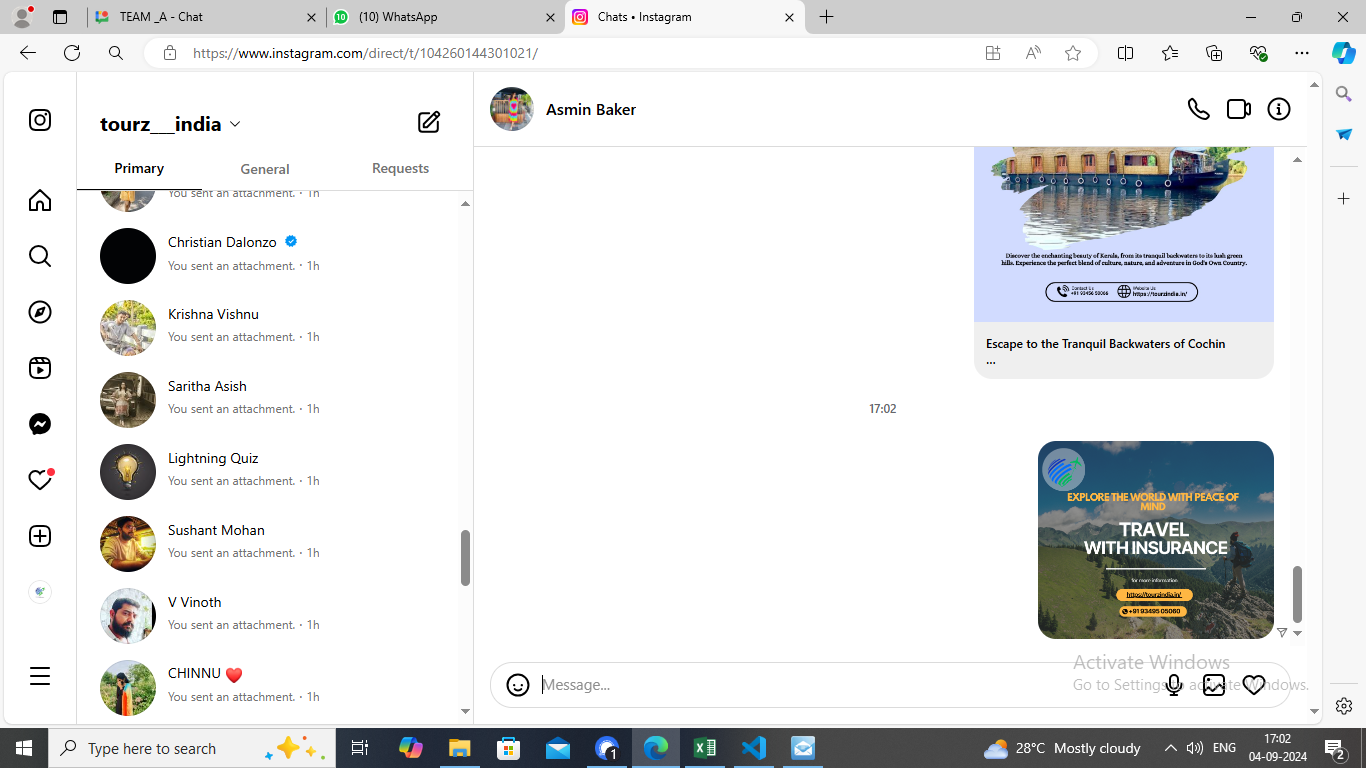 TEAM _A - Chat
(10) WhatsApp
Chats • Instagram
https://www.instagram.com/direct/t/104260144301021/
tourz___india
Primary
General
Requests
You sent an attachment. · 1h
Christian Dalonzo
You sent an attachment. · 1h
Krishna Vishnu
You sent an attachment. · 1h
Saritha Asish
You sent an attachment. · 1h
Lightning Quiz
You sent an attachment. · 1h
Sushant Mohan
You sent an attachment. · 1h
V Vinoth
You sent an attachment. · 1h
CHINNU ❤️
You sent an attachment. · 1h
Asmin Baker
Discover the enchanting beauty of Kerala, from its tranquil backwaters to its lush green
hills. Experience the perfect blend of culture, nature, and adventure in God's Own Country.
Contact Us
Website Us
https://tourzindia.in/
Escape to the Tranquil Backwaters of Cochin
...
17:02
EXPLORE THE WORLD WITH PEACE OF
MIND
TRAVEL
WITH INSURANCE
for more information
https://tourzindia.in/
+91 93495 05060
Message...
Activate Windows
Go to Settings to activate Windows.
Type here to search
28°C Mostly cloudy
ENG
17:02
04-09-2024
2